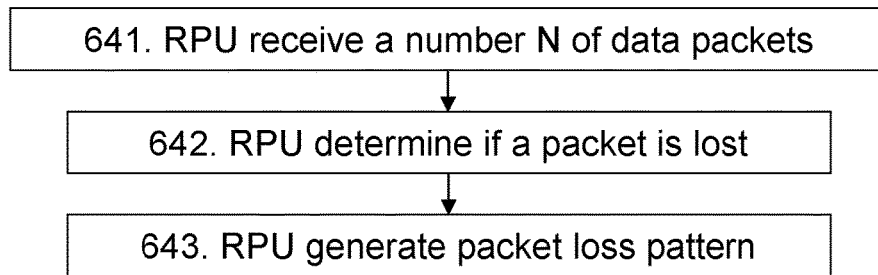 641. RPU receive a number N of data packets
642. RPU determine if a packet is lost
643. RPU generate packet loss pattern